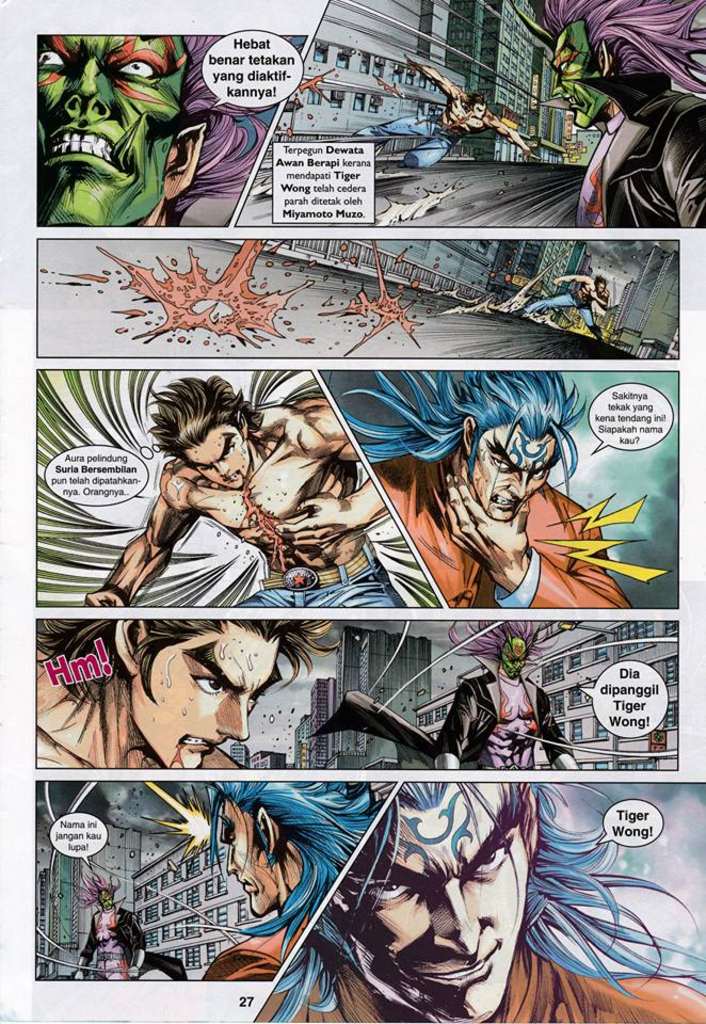 Hebat
benar tetakan
yang diaktif-
kannya!
Terpegun Dewata
Awan Berapi kerana
mendapati Tiger
Wong telah cedera
parah ditetak oleh
Miyamoto Muzo.
Aura pelindung
Suria Bersembilan
pun telah dipatahkan-
nya. Orangnya..
Sakitnya
tekak yang
kena tendang ini!
Siapakah nama
kau?
Hm!
Dia
dipanggil
Tiger
Wong!
Nama ini
jangan kau
lupa!
Tiger
Wong!
27